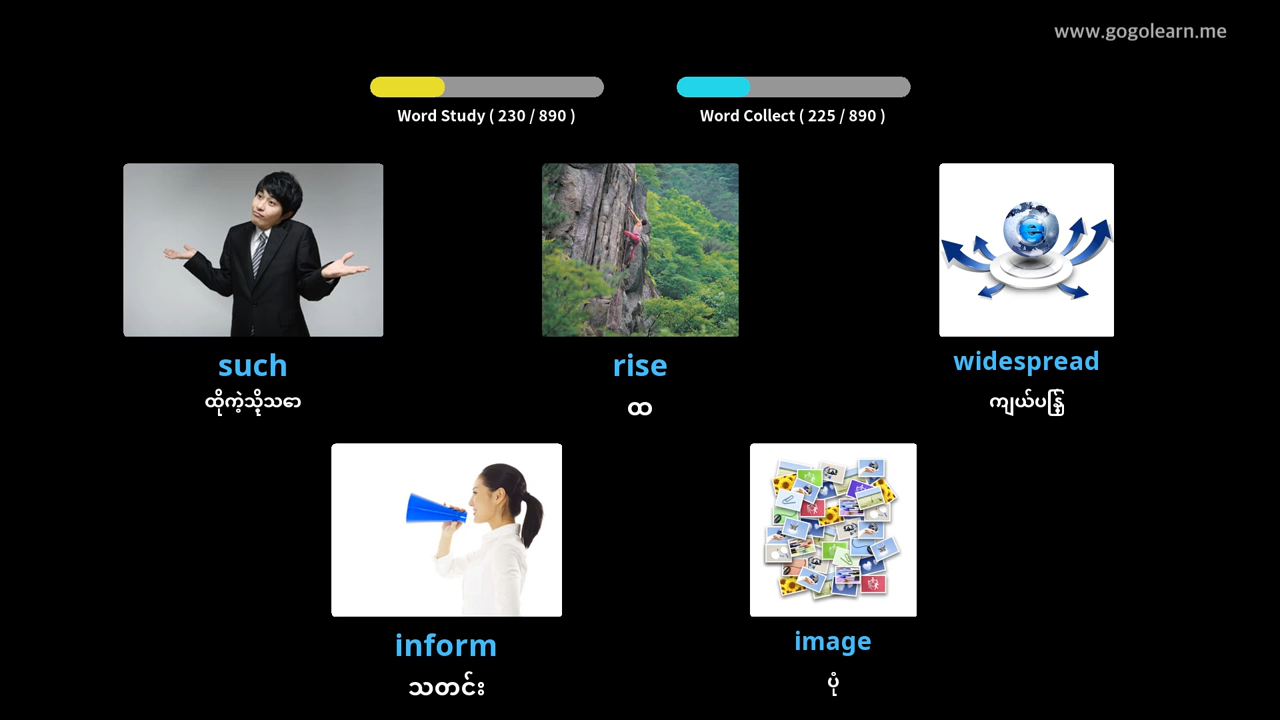 www.gogolearn.me
Word Study ( 230 / 890 )
Word Collect ( 225 / 890 )
such
rise
widespread
ထိုကဲ့သို့သော
ထ
ကျယ်ပြန့်
inform
image
သတင်း
ပုံ